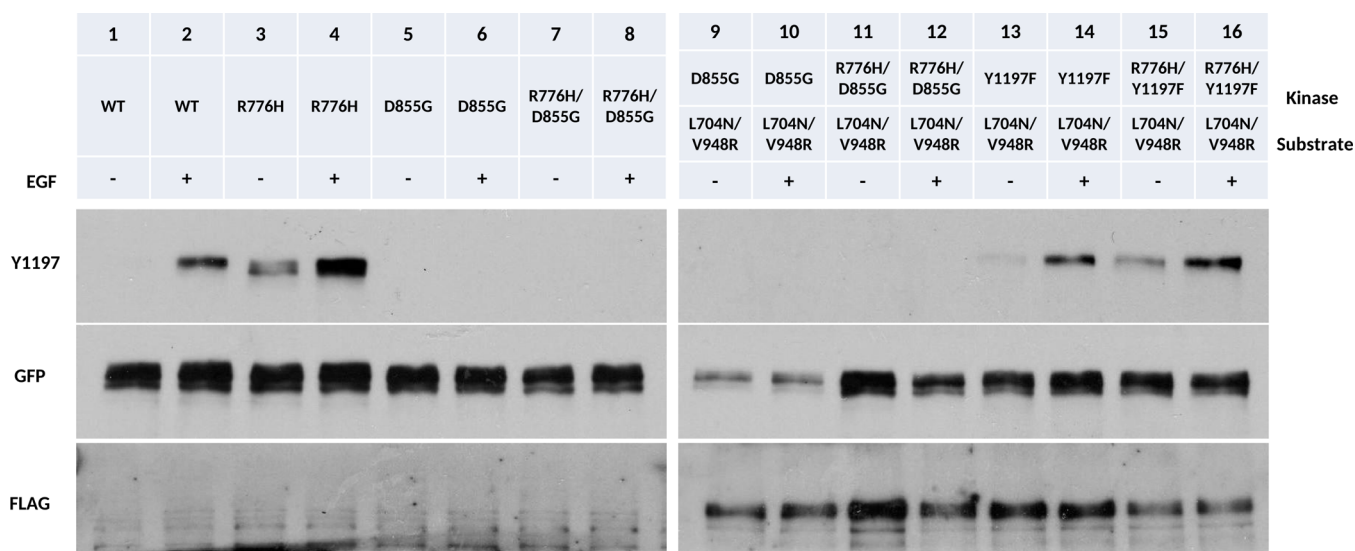 1 2 3 4 5 6 7 8 9 10 11 12 13 14 15 16
WT WT R776H R776H D855G D855G R776H/ D855G R776H/ D855G
D855G D855G R776H/ D855G R776H/ D855G Y1197F Y1197F R776H/ Y1197F R776H/ Y1197F Kinase
L704N/ V948R L704N/ V948R L704N/ V948R L704N/ V948R L704N/ V948R L704N/ V948R L704N/ V948R L704N/ V948R Substrate
EGF - + - + - + - + - + - + - + - +
Y1197
GFP
FLAG